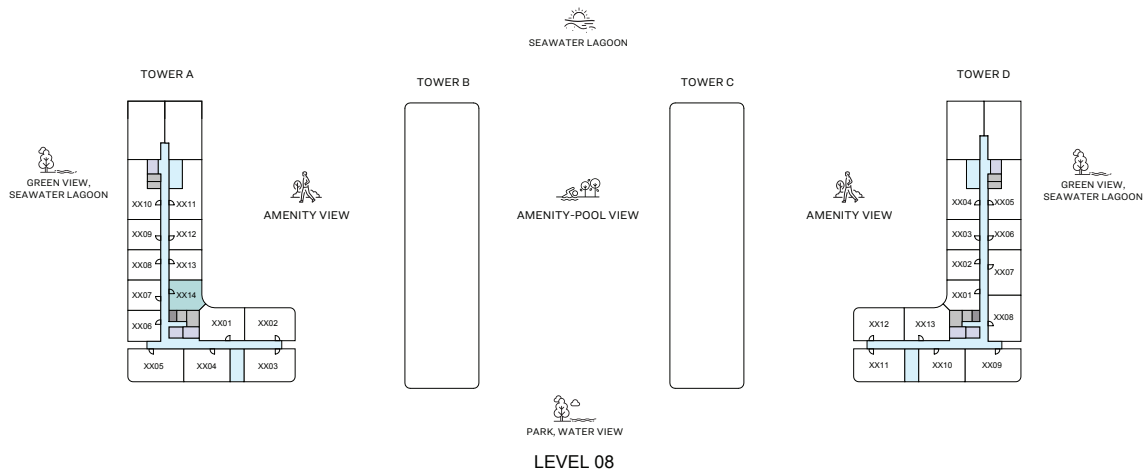 SEAWATER LAGOON
TOWER A
TOWER B
TOWER C
TOWER D
GREEN VIEW,
SEAWATER LAGOON
AMENITY VIEW
AMENITY-POOL VIEW
AMENITY VIEW
GREEN VIEW,
SEAWATER LAGOON
XX10
XX11
XX09
XX12
XX08
XX13
XX07
XX14
XX06
XX01
XX02
XX05
XX04
XX03
XX04
XX05
XX03
XX06
XX02
XX07
XX01
XX08
XX12
XX13
XX11
XX10
XX09
PARK, WATER VIEW
LEVEL 08